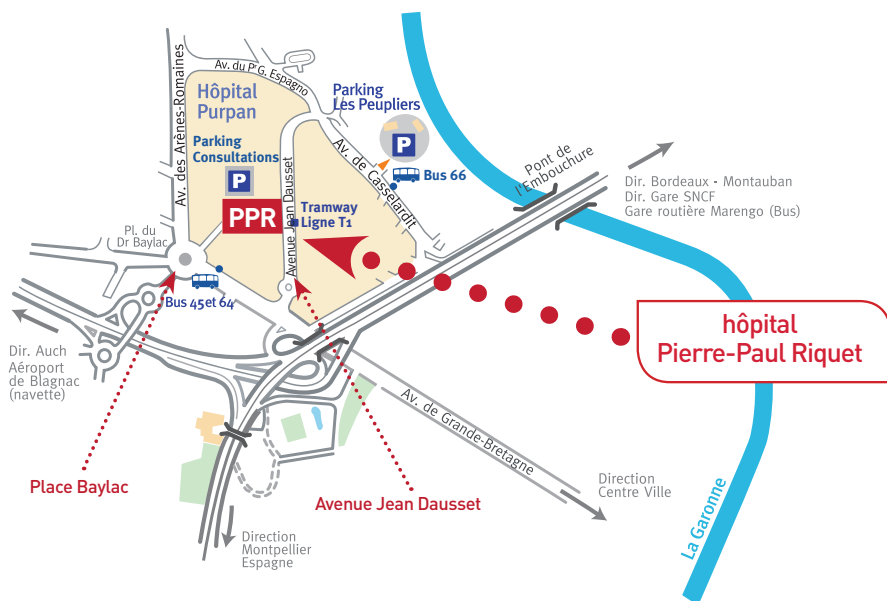 Av. du Pr G. Espagno
Av. des Arènes-Romaines
Hôpital
Purpan
Parking
Les Peupliers
P
Parking
Consultations
P
Bus 66
Av. de Casselardit
Pont de
l'Embouchure
Dir. Bordeaux - Montauban
Dir. Gare SNCF
Gare routière Marengo (Bus)
PPR
Avenue Jean Dausset
Tramway
Ligne T1
Pl. du
Dr Baylac
Bus 45et 64
hôpital
Pierre-Paul Riquet
Dir. Auch
Aéroport
de Blagnac
(navette)
Av. de Grande-Bretagne
Place Baylac
Avenue Jean Dausset
Direction
Centre Ville
Direction
Montpellier
Espagne
La Garonne